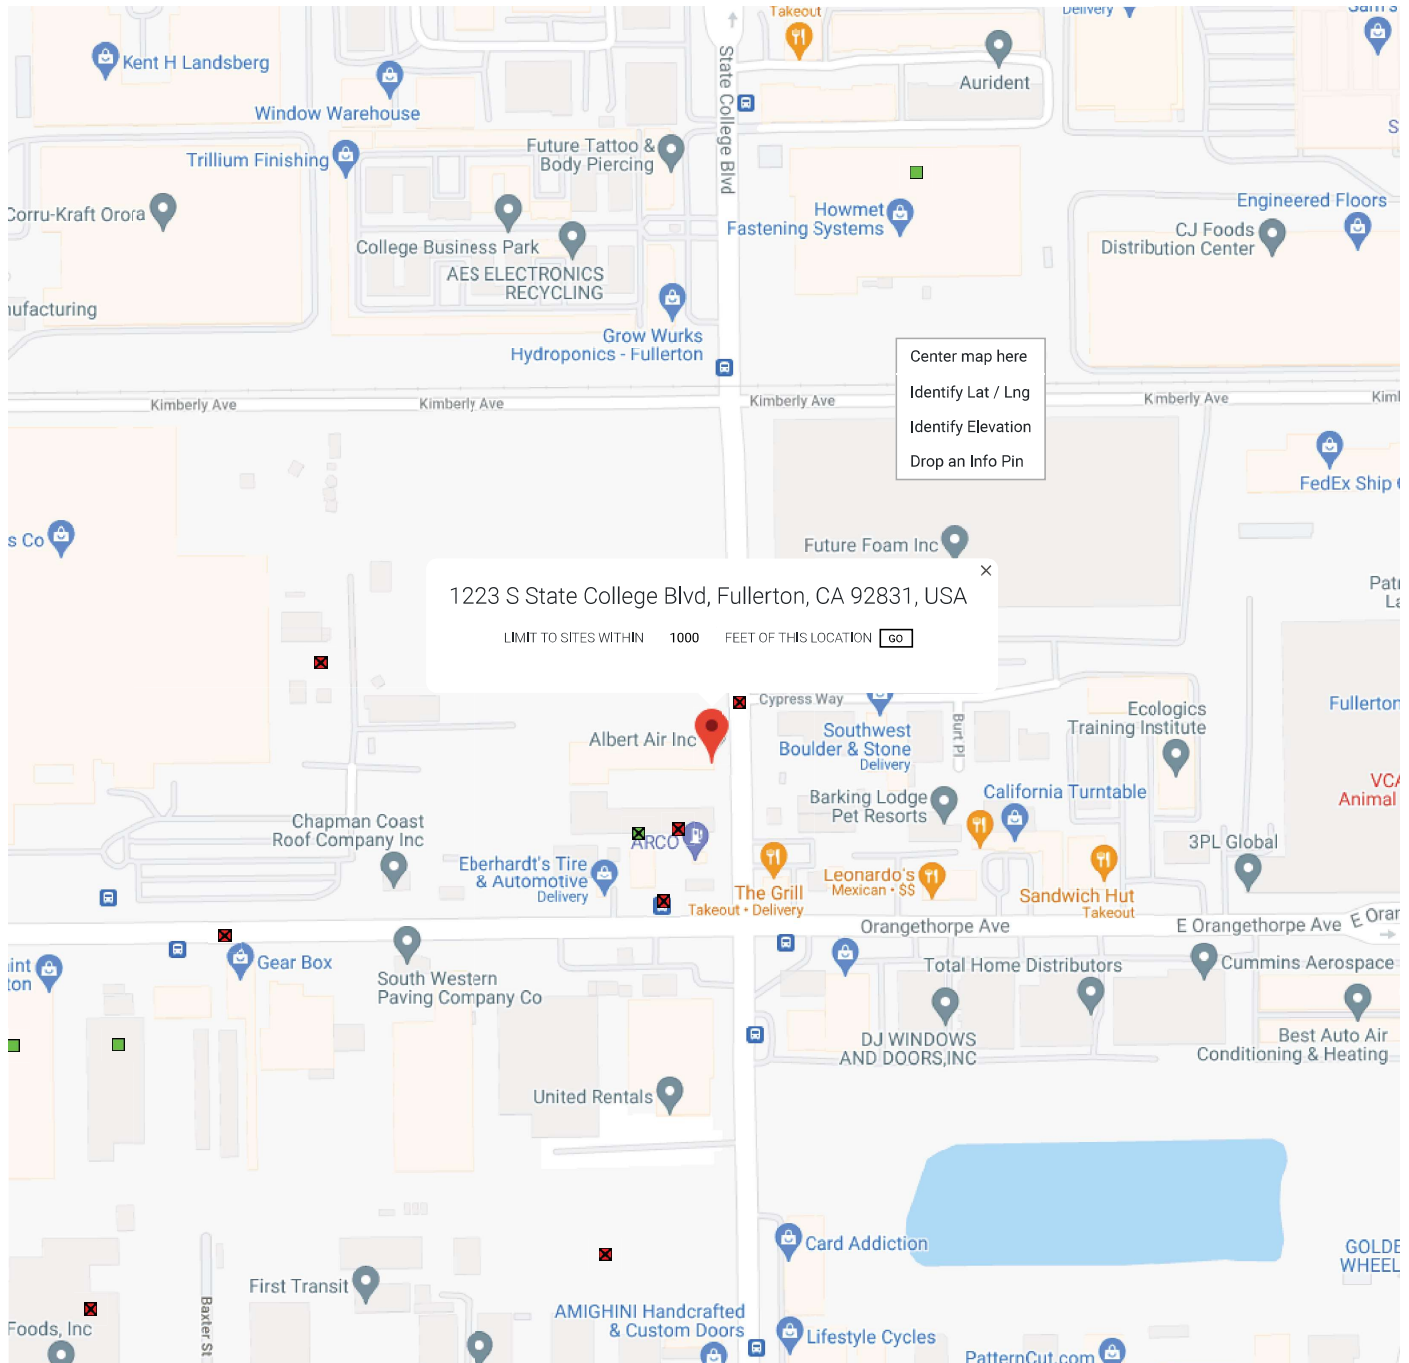 Takeout
Delivery
Sam's
Kent H Landsberg
Aurident
Window Warehouse
State College Blvd
Future Tattoo &
Body Piercing
Trillium Finishing
S
Corru-Kraft Orora
Howmet
Fastening Systems
Engineered Floors
CJ Foods
Distribution Center
College Business Park
AES ELECTRONICS
RECYCLING
nufacturing
Grow Wurks
Hydroponics - Fullerton
Center map here
Identify Lat / Lng
Identify Elevation
Drop an Info Pin
Kimberly Ave
Kimberly Ave
Kimberly Ave
Kimberly Ave
Kiml
FedEx Ship
s Co
Future Foam Inc
Patr
La
1223 S State College Blvd, Fullerton, CA 92831, USA
LIMIT TO SITES WITHIN 1000 FEET OF THIS LOCATION GO
Cypress Way
Albert Air Inc
Southwest
Boulder & Stone
Delivery
Burt Pl
Ecologics
Training Institute
Fullerton
VCA
Animal
California Turntable
Barking Lodge
Pet Resorts
Chapman Coast
Roof Company Inc
ARCO
3PL Global
Eberhardt's Tire
& Automotive
Delivery
The Grill
Takeout • Delivery
Leonardo's
Mexican • $$
Sandwich Hut
Takeout
Orangethorpe Ave
E Orangethorpe Ave
E Oran
aint
ton
Gear Box
South Western
Paving Company Co
Total Home Distributors
Cummins Aerospace
DJ WINDOWS
AND DOORS,INC
Best Auto Air
Conditioning & Heating
United Rentals
Card Addiction
GOLDE
WHEEL
First Transit
Baxter St
AMIGHINI Handcrafted
& Custom Doors
Lifestyle Cycles
Foods, Inc
PatternCut.com